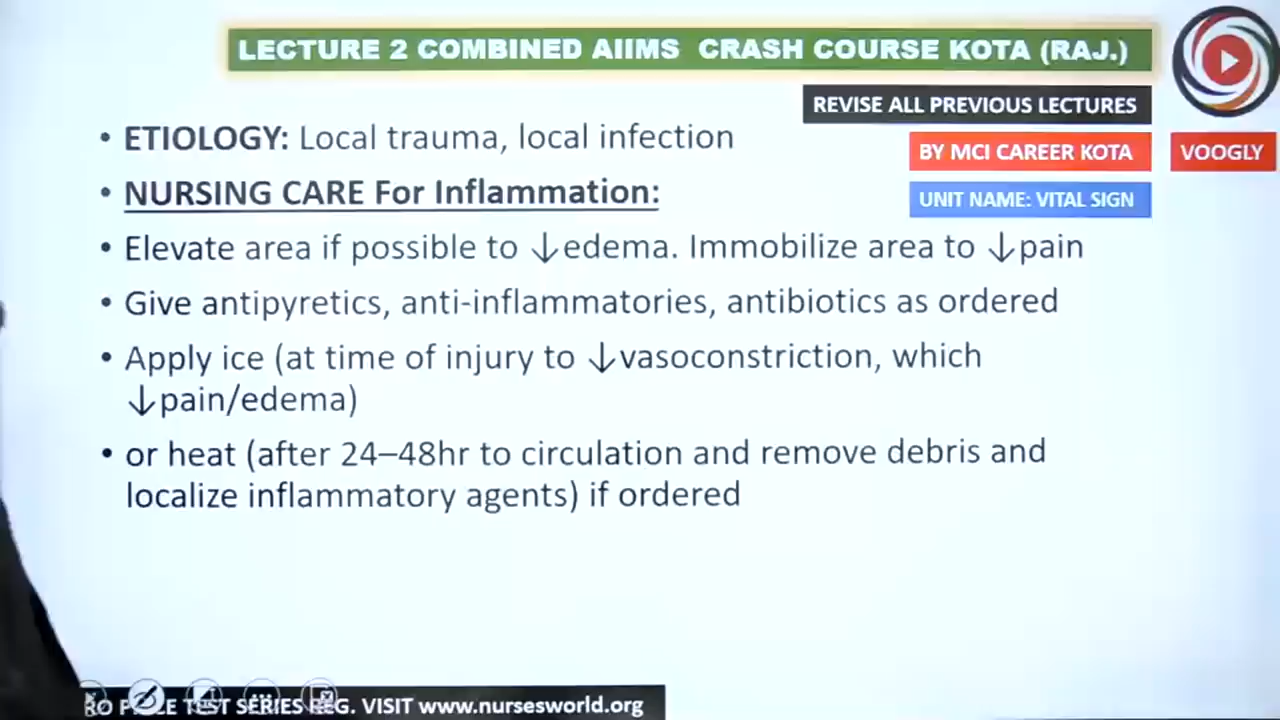 LECTURE 2 COMBINED AIIMS CRASH COURSE KOTA (RAJ.)
REVISE ALL PREVIOUS LECTURES
BY MCI CAREER KOTA
VOOGLY
UNIT NAME: VITAL SIGN
• ETIOLOGY: Local trauma, local infection
• NURSING CARE For Inflammation:
• Elevate area if possible to ↓edema. Immobilize area to ↓pain
• Give antipyretics, anti-inflammatories, antibiotics as ordered
• Apply ice (at time of injury to ↓vasoconstriction, which
↓pain/edema)
• or heat (after 24–48hr to circulation and remove debris and
localize inflammatory agents) if ordered
TEST SERIES REG. VISIT www.nursesworld.org